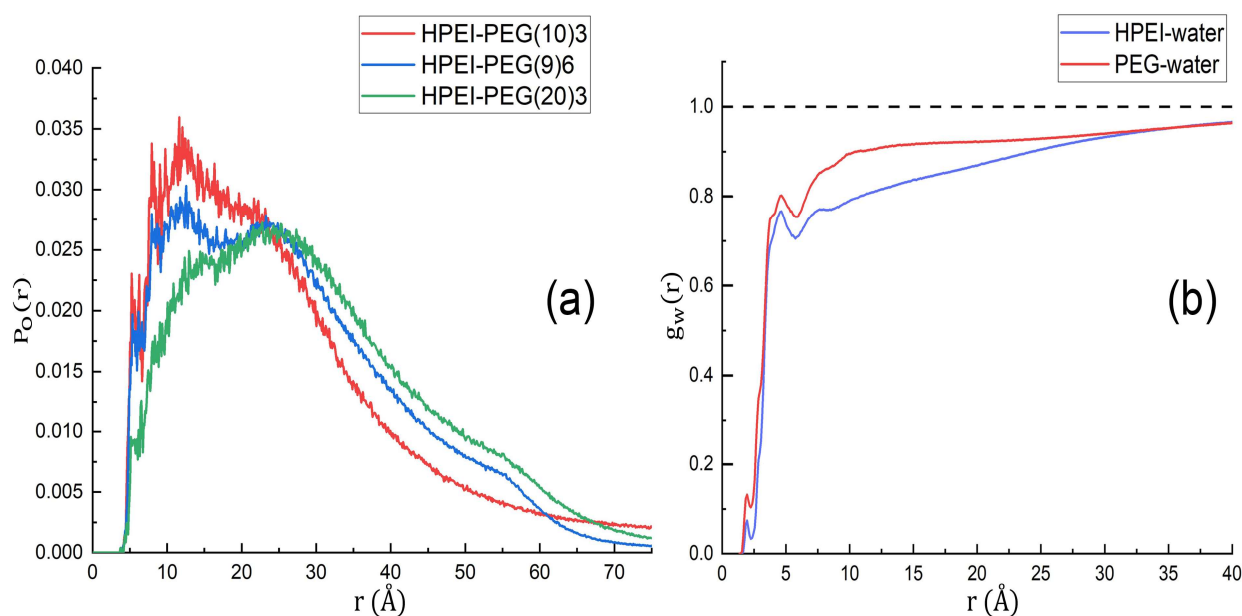 HPEI-PEG(10)3
HPEI-PEG(9)6
HPEI-PEG(20)3
0.040
0.035
0.030
0.025
0.020
0.015
0.010
0.005
0.000
P_O(r)
(a)
0 10 20 30 40 50 60 70
r (Å)
HPEI-water
PEG-water
1.0
0.8
0.6
0.4
0.2
0.0
g_w(r)
(b)
0 5 10 15 20 25 30 35 40
r (Å)